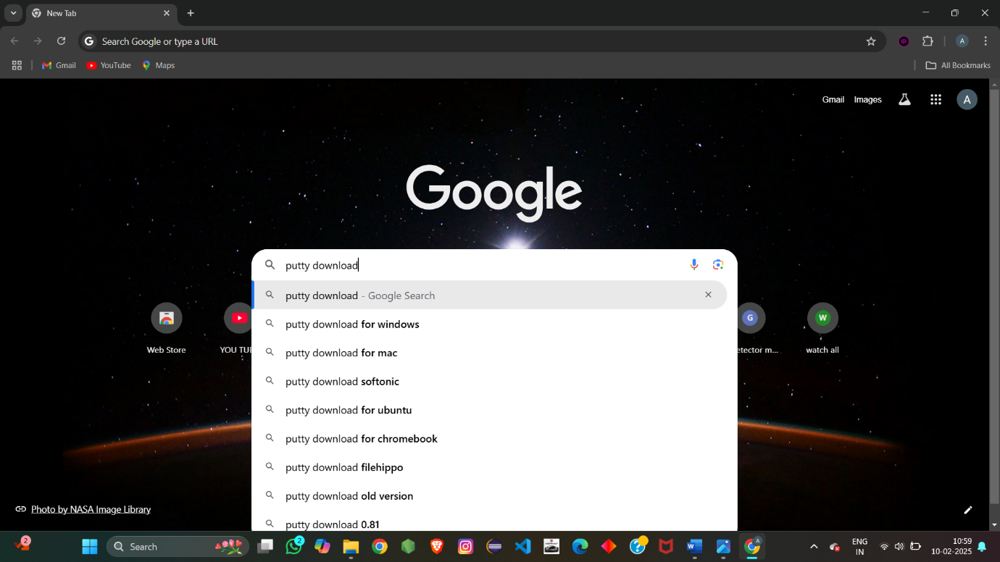 New Tab
Search Google or type a URL
A
Gmail YouTube Maps
All Bookmarks
Gmail Images A
Google
putty download
putty download - Google Search
putty download for windows
putty download for mac
putty download softonic
putty download for ubuntu
putty download for chromebook
putty download filehippo
putty download old version
putty download 0.81
G W
Web Store YOU TUB etector m... watch all
Photo by NASA Image Library
2
Search
2
W
A
ENG
IN
10:59
10-02-2025